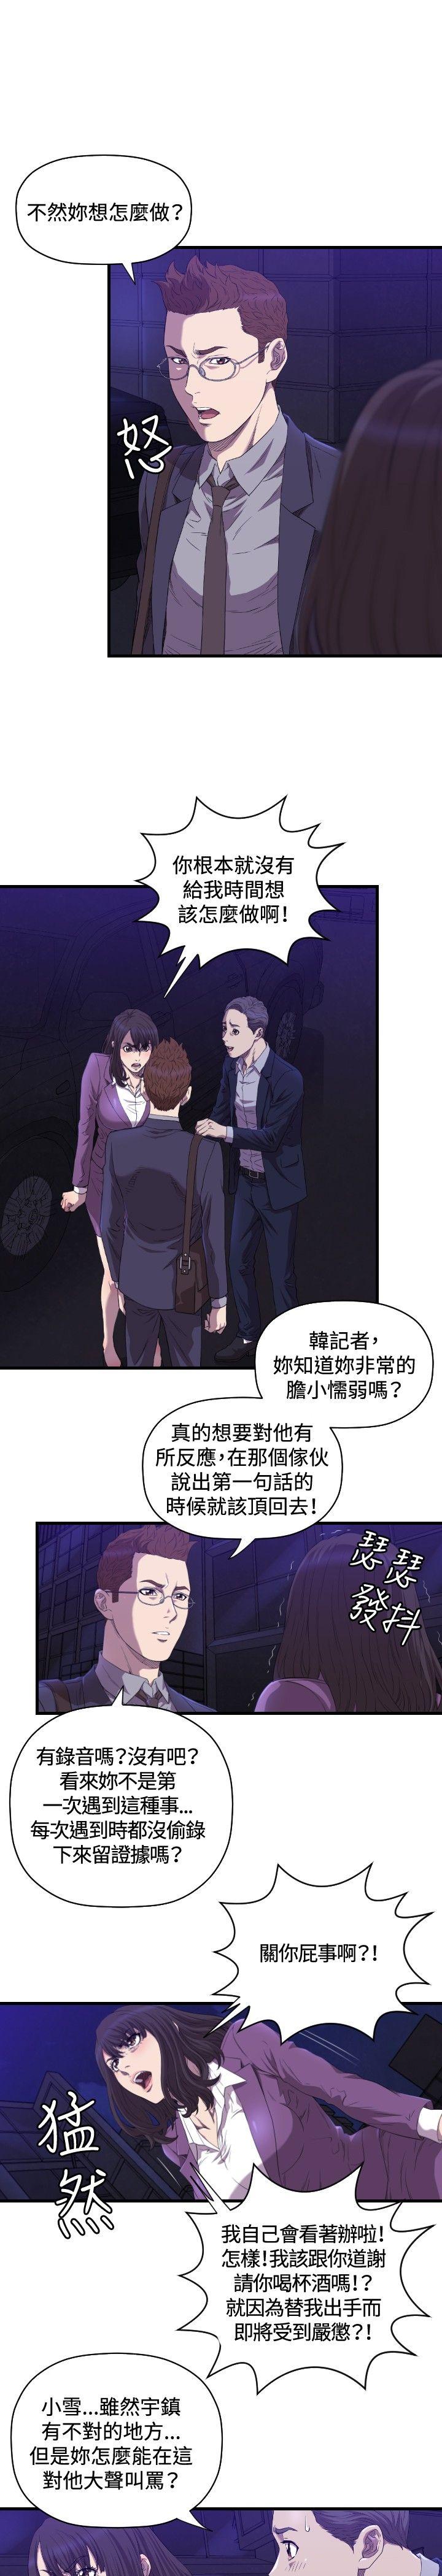 不然妳想怎麼做？
怒
你根本就沒有
給我時間想
該怎麼做啊！
韓記者，
妳知道妳非常的
膽小懦弱嗎？
真的想要對他有
所反應，在那個傢伙
說出第一句話的
時候就該頂回去！
瑟瑟
發抖
有錄音嗎？沒有吧？
看來妳不是第
一次遇到這種事...
每次遇到時都沒偷錄
下來留證據嗎？
關你屁事啊？！
猛
然
我自己會看著辦啦！
怎樣！我該跟你道謝
請你喝杯酒嗎！？
就因為替我出手而
即將受到嚴懲？！
小雪...雖然宇鎮
有不對的地方...
但是妳怎麼能在這
對他大聲叫罵？